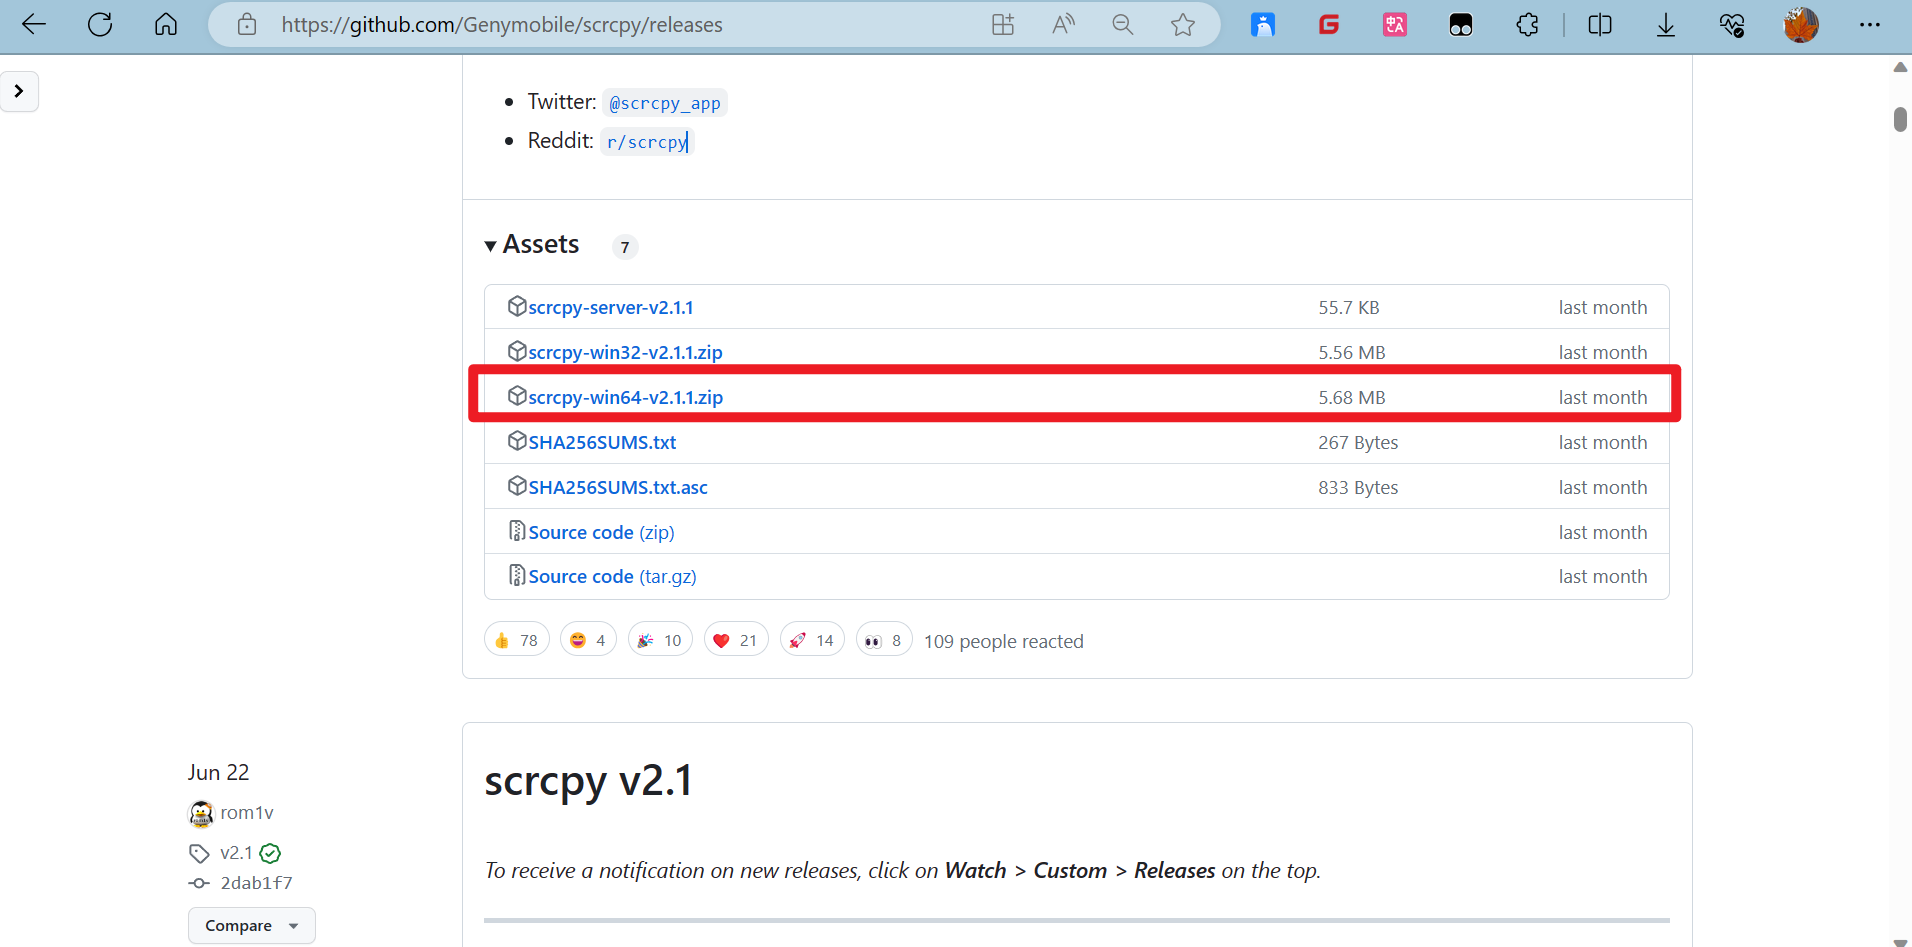 https://github.com/Genymobile/scrcpy/releases
Twitter: @scrcpy_app
Reddit: r/scrcpy
Assets 7
scrcpy-server-v2.1.1 55.7 KB last month
scrcpy-win32-v2.1.1.zip 5.56 MB last month
scrcpy-win64-v2.1.1.zip 5.68 MB last month
SHA256SUMS.txt 267 Bytes last month
SHA256SUMS.txt.asc 833 Bytes last month
Source code (zip) last month
Source code (tar.gz) last month
78 4 10 21 14 8 109 people reacted
Jun 22
rom1v
v2.1
2dab1f7
Compare
scrcpy v2.1
To receive a notification on new releases, click on Watch > Custom > Releases on the top.